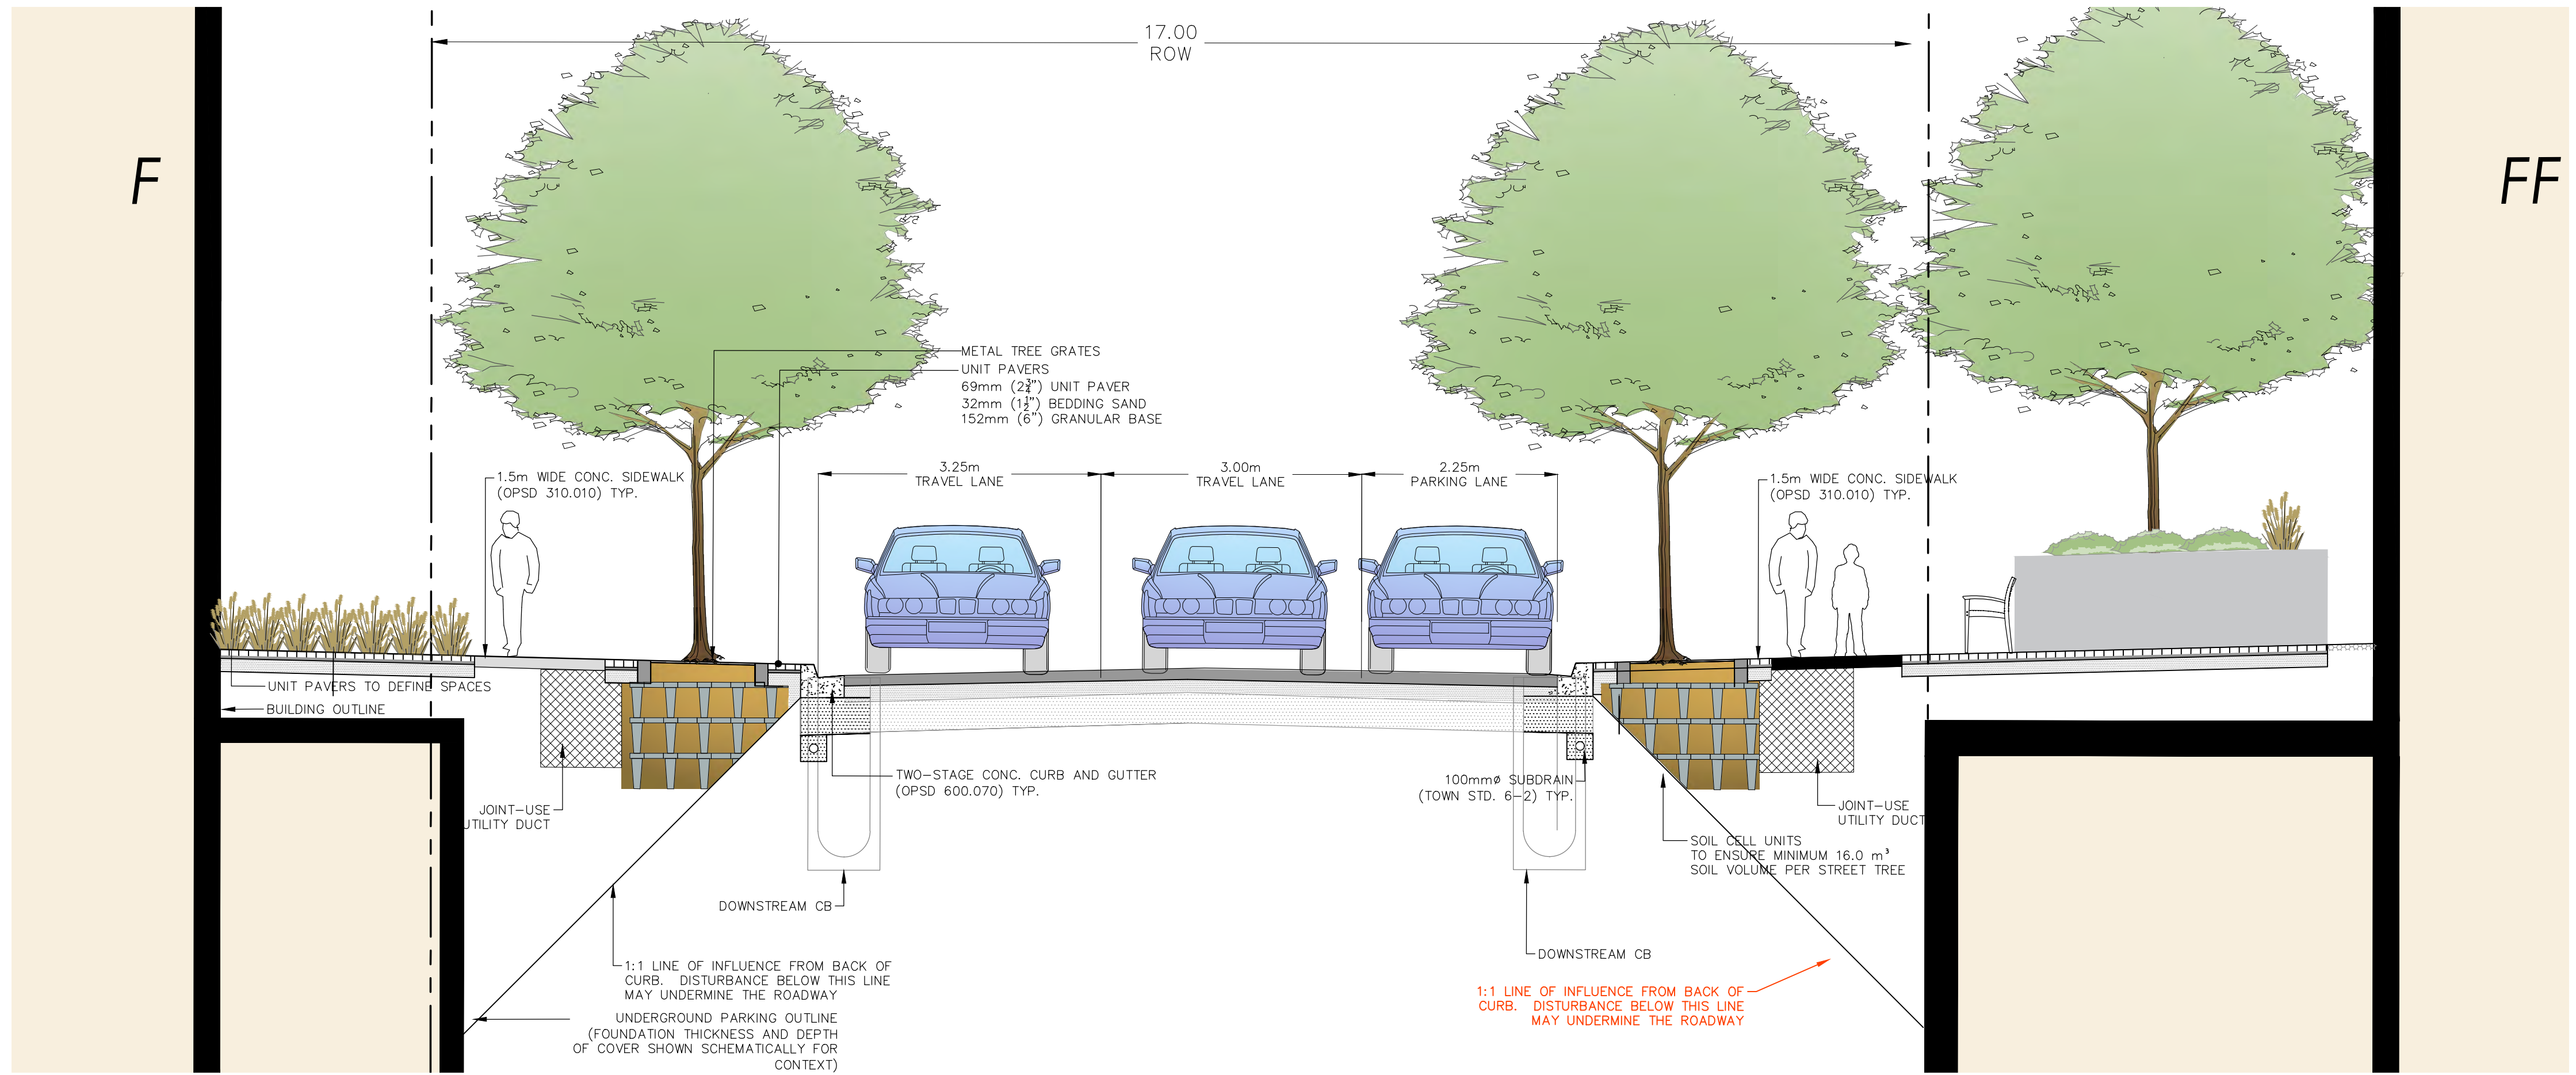 17.00
ROW
F
FF
METAL TREE GRATES
UNIT PAVERS
69mm (2¾") UNIT PAVER
32mm (1½") BEDDING SAND
152mm (6") GRANULAR BASE
1.5m WIDE CONC. SIDEWALK
(OPSD 310.010) TYP.
3.25m
TRAVEL LANE
3.00m
TRAVEL LANE
2.25m
PARKING LANE
1.5m WIDE CONC. SIDEWALK
(OPSD 310.010) TYP.
UNIT PAVERS TO DEFINE SPACES
BUILDING OUTLINE
JOINT-USE
UTILITY DUCT
TWO-STAGE CONC. CURB AND GUTTER
(OPSD 600.070) TYP.
100mmø SUBDRAIN
(TOWN STD. 6-2) TYP.
JOINT-USE
UTILITY DUCT
SOIL CELL UNITS
TO ENSURE MINIMUM 16.0 m³
SOIL VOLUME PER STREET TREE
DOWNSTREAM CB
DOWNSTREAM CB
1:1 LINE OF INFLUENCE FROM BACK OF
CURB. DISTURBANCE BELOW THIS LINE
MAY UNDERMINE THE ROADWAY
1:1 LINE OF INFLUENCE FROM BACK OF
CURB. DISTURBANCE BELOW THIS LINE
MAY UNDERMINE THE ROADWAY
UNDERGROUND PARKING OUTLINE
(FOUNDATION THICKNESS AND DEPTH
OF COVER SHOWN SCHEMATICALLY FOR
CONTEXT)